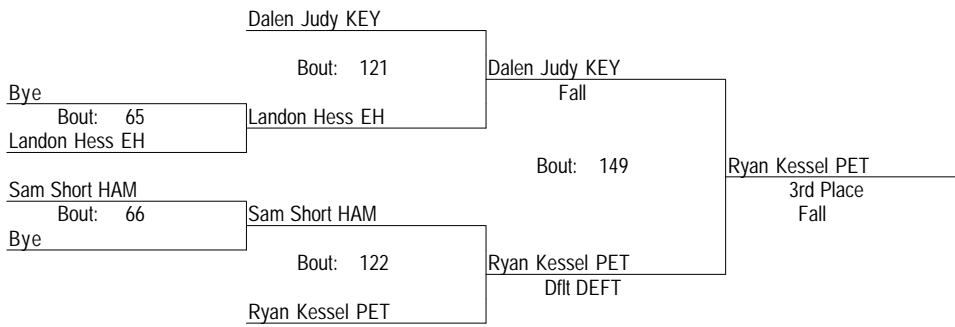 Dalen Judy KEY
Bout: 121
Dalen Judy KEY
Bye
Fall
Bout: 65
Landon Hess EH
Landon Hess EH
Bout: 149
Ryan Kessel PET
Sam Short HAM
3rd Place
Bout: 66
Sam Short HAM
Fall
Bye
Bout: 122
Ryan Kessel PET
Dflt DEFT
Ryan Kessel PET